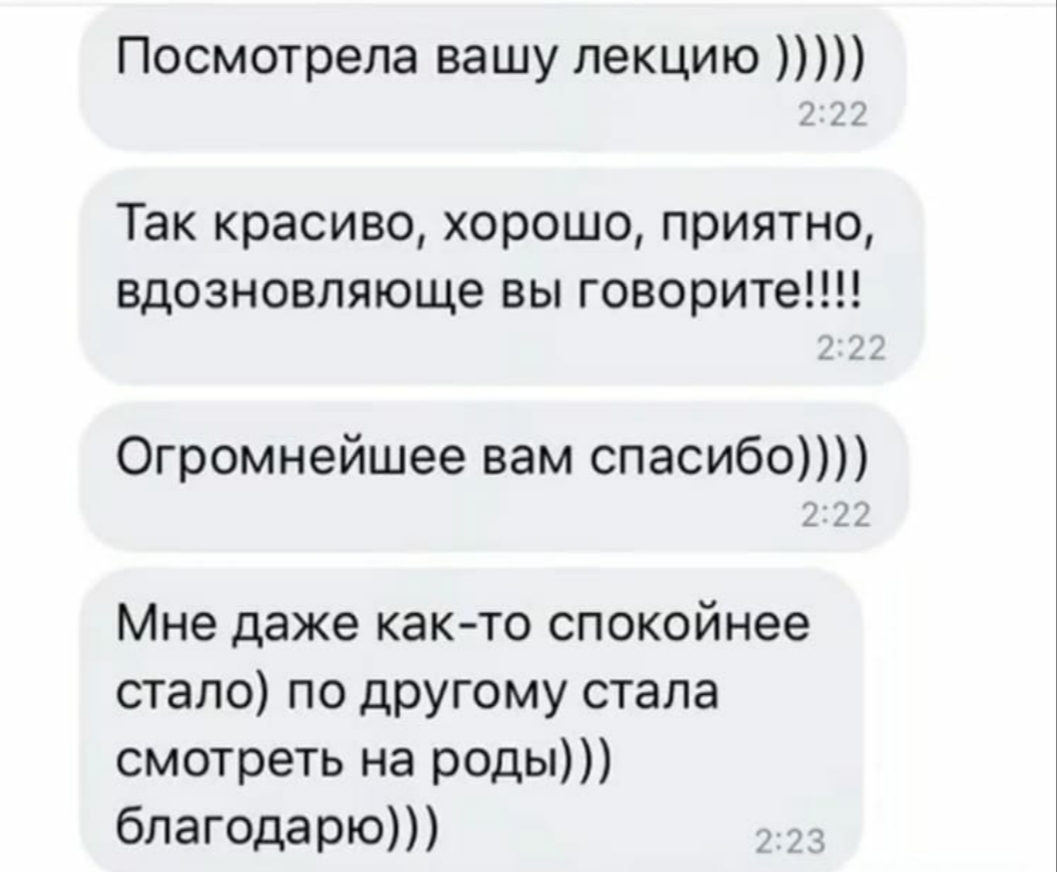 Посмотрела вашу лекцию )))))
2:22
Так красиво, хорошо, приятно,
вдозновляюще вы говорите!!!!
2:22
Огромнейшее вам спасибо))))
2:22
Мне даже как-то спокойнее
стало) по другому стала
смотреть на роды)))
благодарю)))
2:23